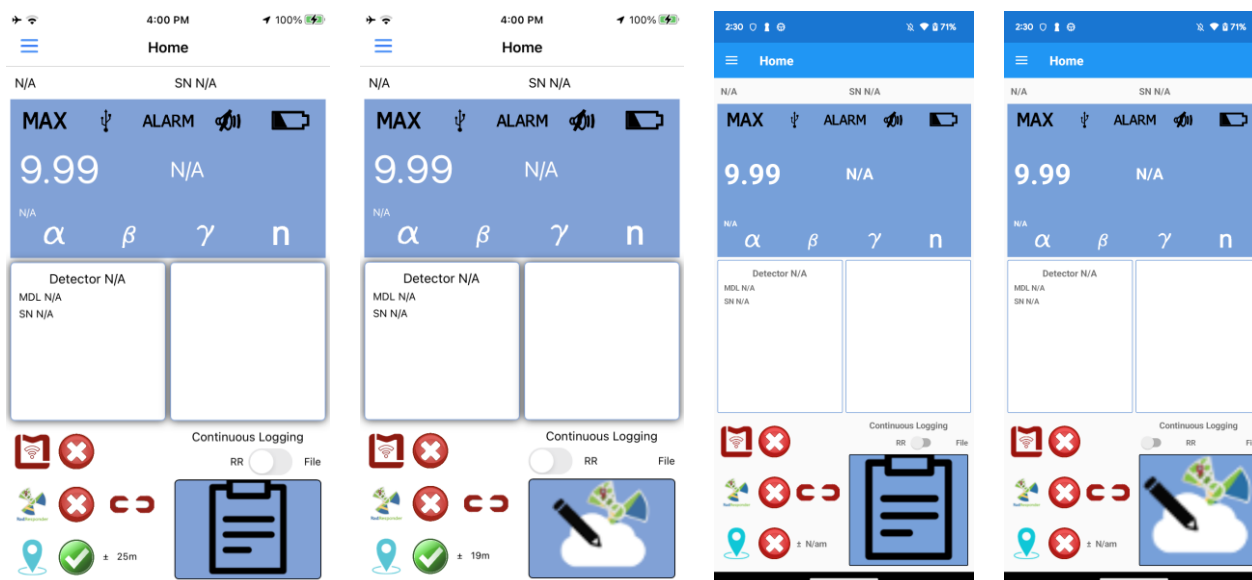 4:00 PM 100%
Home
N/A SN N/A
MAX ALARM
9.99 N/A
N/A
α β γ n
Detector N/A
MDL N/A
SN N/A
Continuous Logging
RR File
± 25m
4:00 PM 100%
Home
N/A SN N/A
MAX ALARM
9.99 N/A
N/A
α β γ n
Detector N/A
MDL N/A
SN N/A
Continuous Logging
RR File
± 19m
2:30 71%
Home
N/A SN N/A
MAX ALARM
9.99 N/A
N/A
α β γ n
Detector N/A
MDL N/A
SN N/A
Continuous Logging
RR File
± N/am
2:30 71%
Home
N/A SN N/A
MAX ALARM
9.99 N/A
N/A
α β γ n
Detector N/A
MDL N/A
SN N/A
Continuous Logging
RR
± N/am